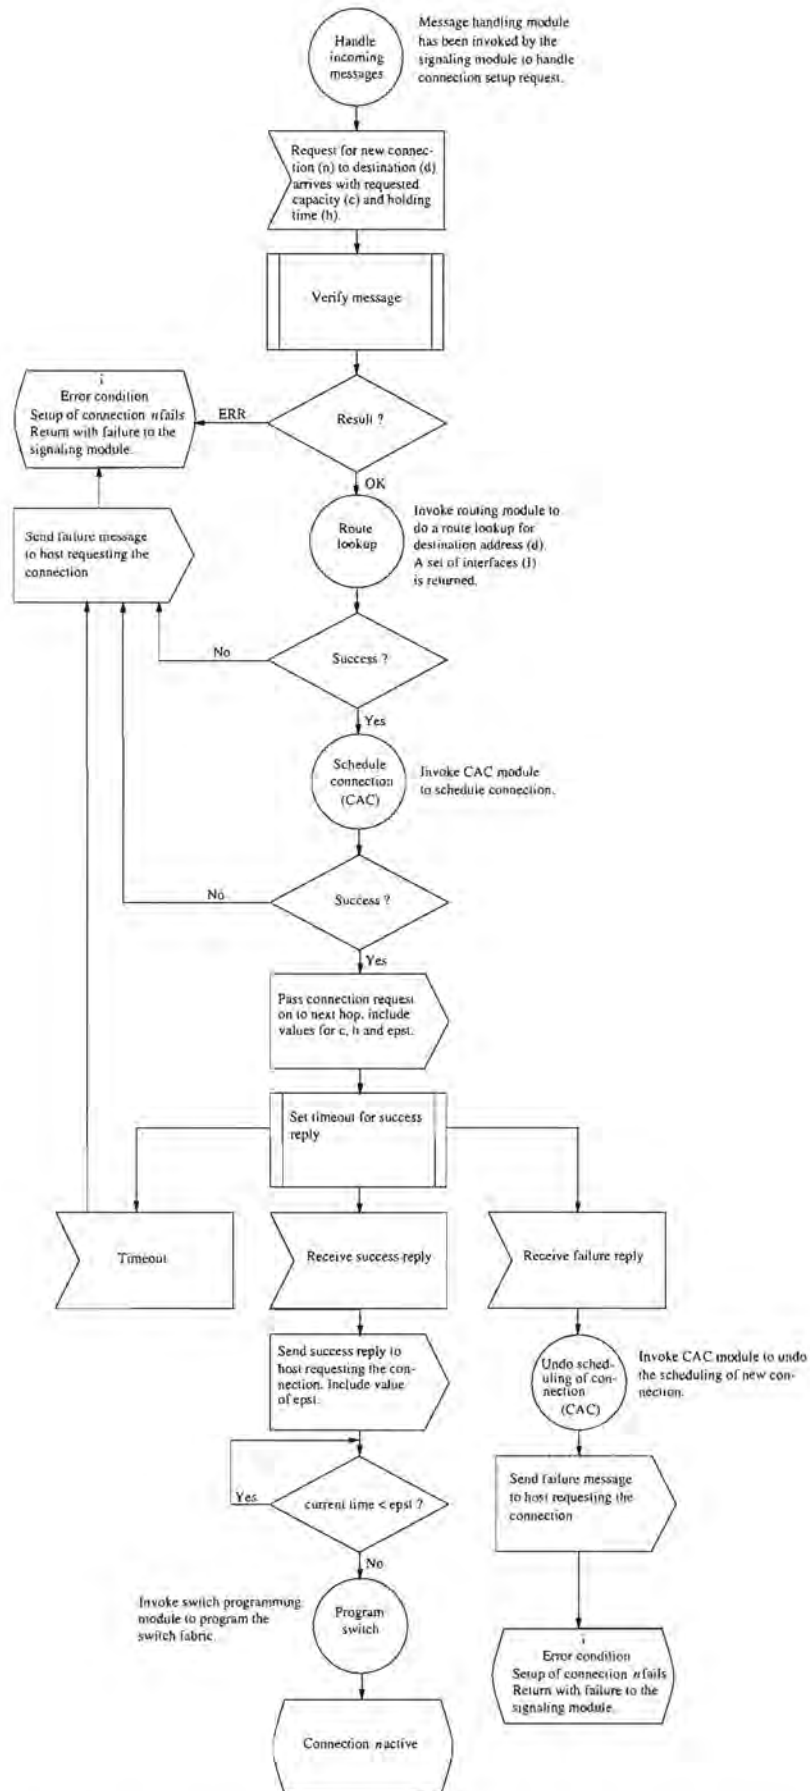 Handle
incoming
messages
Message handling module
has been invoked by the
signaling module to handle
connection setup request.
Request for new connec-
tion (n) to destination (d)
arrives with requested
capacity (c) and holding
time (h).
Verify message
Result ?
ERR
OK
Error condition
Setup of connection n fails
Return with failure to the
signaling module.
Send failure message
to host requesting the
connection
Route
lookup
Invoke routing module to
do a route lookup for
destination address (d).
A set of interfaces (I)
is returned.
Success ?
No
Yes
Schedule
connection
(CAC)
Invoke CAC module
to schedule connection.
Success ?
No
Yes
Pass connection request
on to next hop, include
values for c, h and epst.
Set timeout for success
reply
Timeout
Receive success reply
Receive failure reply
Send success reply to
host requesting the con-
nection. Include value
of epst.
Undo sched-
uling of con-
nection
(CAC)
Invoke CAC module to undo
the scheduling of new con-
nection.
current time < epst ?
Yes
No
Send failure message
to host requesting the
connection
Invoke switch programming
module to program the
switch fabric.
Program
switch
Error condition
Setup of connection n fails
Return with failure to the
signaling module.
Connection n active